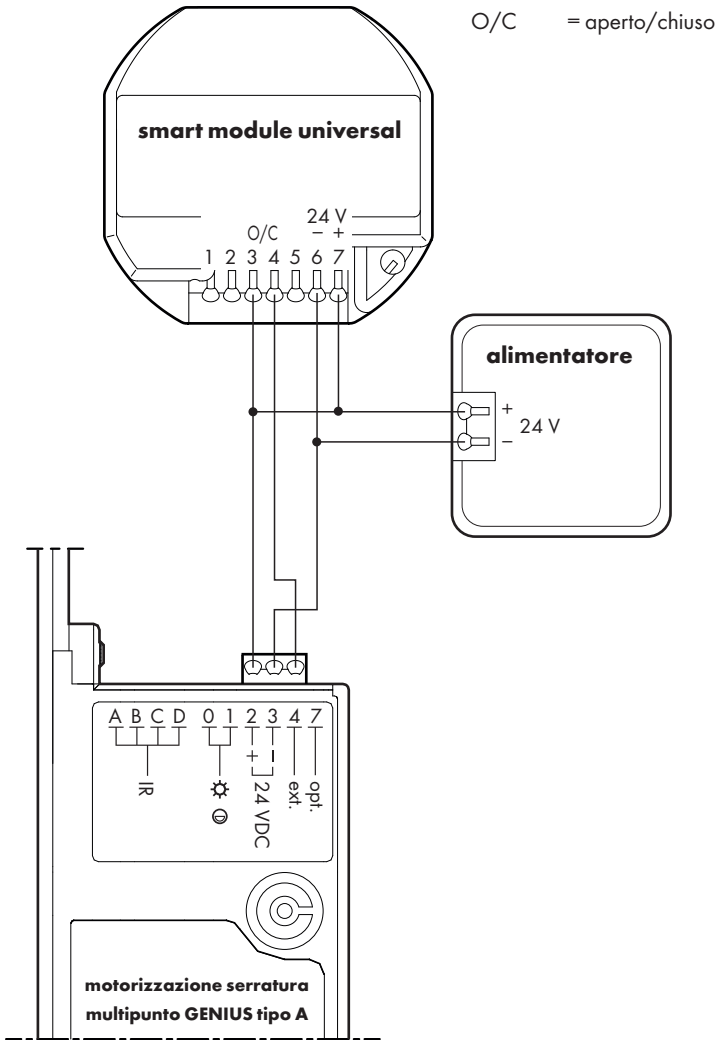 O/C = aperto/chiuso
smart module universal
24 V
O/C - +
1 2 3 4 5 6 7
alimentatore
+
24 V
-
A B C D 0 1 2 3 4 7
+ -
IR 24 VDC ext. opt.
motorizzazione serratura
multipunto GENIUS tipo A